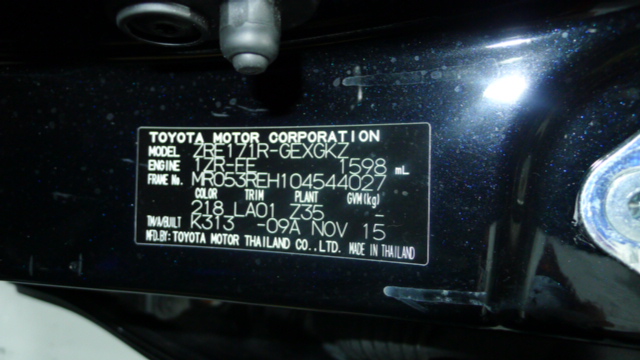 TOYOTA MOTOR CORPORATION
MODEL ZRE171R-GEXGKZ
ENGINE 1ZR-FE 1598 mL
FRAME No. MR053REH104544027
COLOR TRIM PLANT GVM(kg)
218 LA01 Z35 –
TM/A/BUILT K313 -09A NOV 15
MFD.BY:TOYOTA MOTOR THAILAND CO.,LTD. MADE IN THAILAND